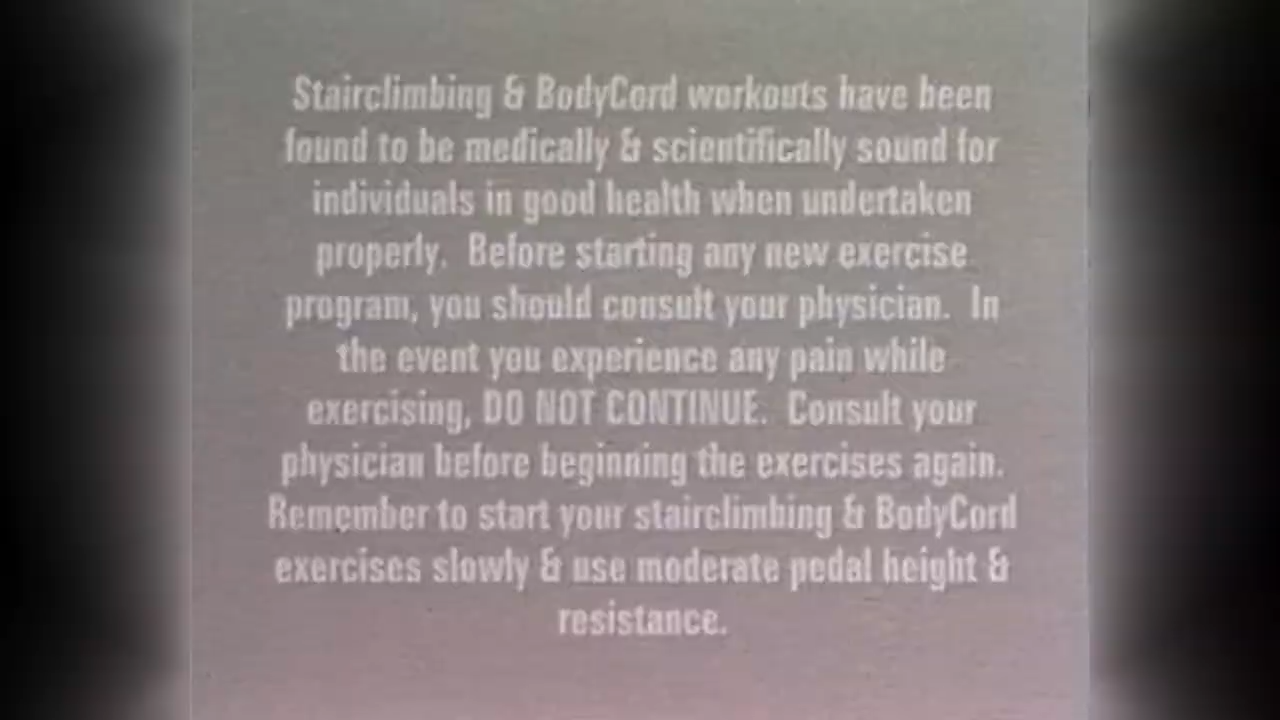 Stairclimbing & BodyCord workouts have been
found to be medically & scientifically sound for
individuals in good health when undertaken
properly. Before starting any new exercise
program, you should consult your physician. In
the event you experience any pain while
exercising, DO NOT CONTINUE. Consult your
physician before beginning the exercises again.
Remember to start your stairclimbing & BodyCord
exercises slowly & use moderate pedal height &
resistance.